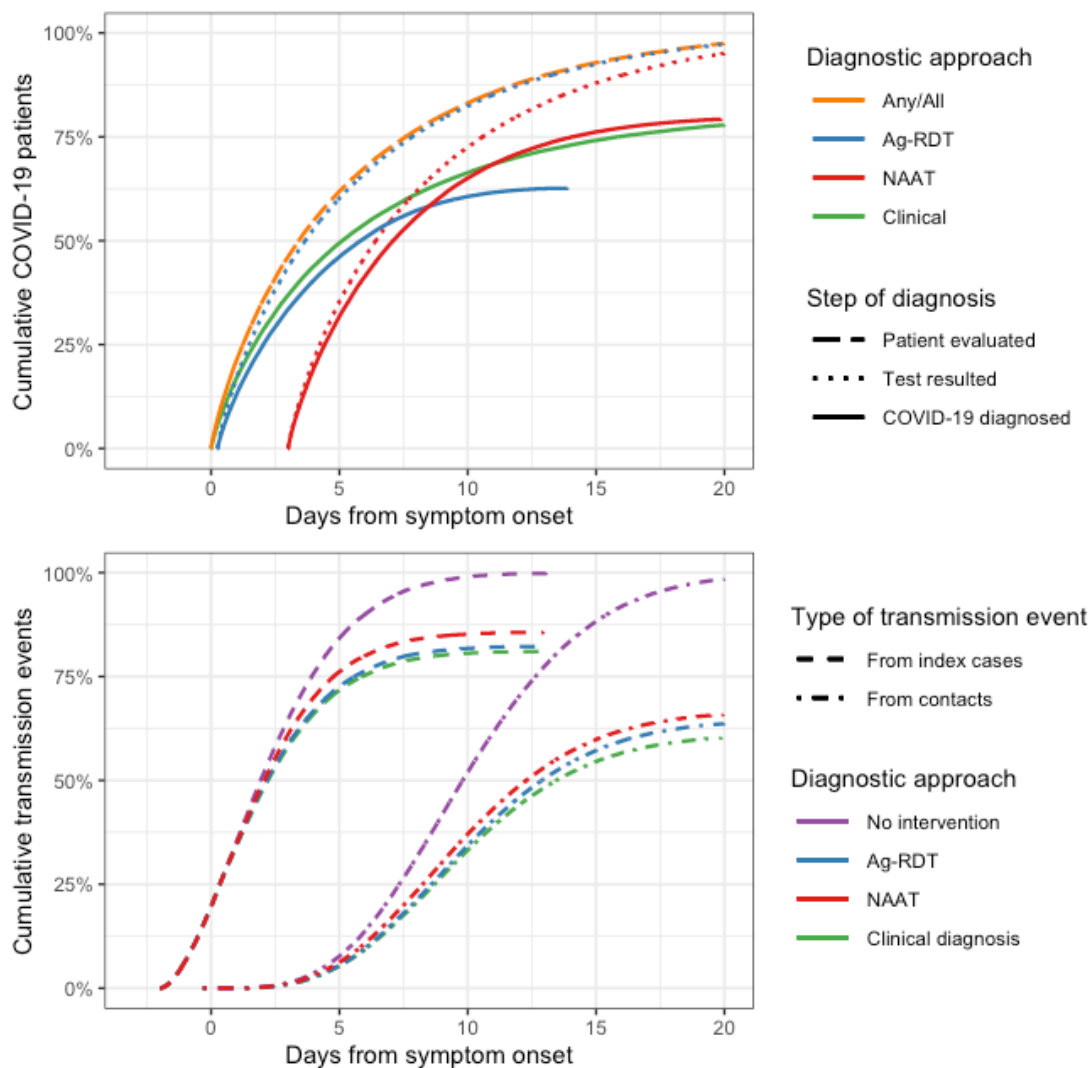 Cumulative COVID-19 patients
100%
75%
50%
25%
0%
0 5 10 15 20
Days from symptom onset
Diagnostic approach
Any/All
Ag-RDT
NAAT
Clinical
Step of diagnosis
Patient evaluated
Test resulted
COVID-19 diagnosed
Cumulative transmission events
100%
75%
50%
25%
0%
0 5 10 15 20
Days from symptom onset
Type of transmission event
From index cases
From contacts
Diagnostic approach
No intervention
Ag-RDT
NAAT
Clinical diagnosis